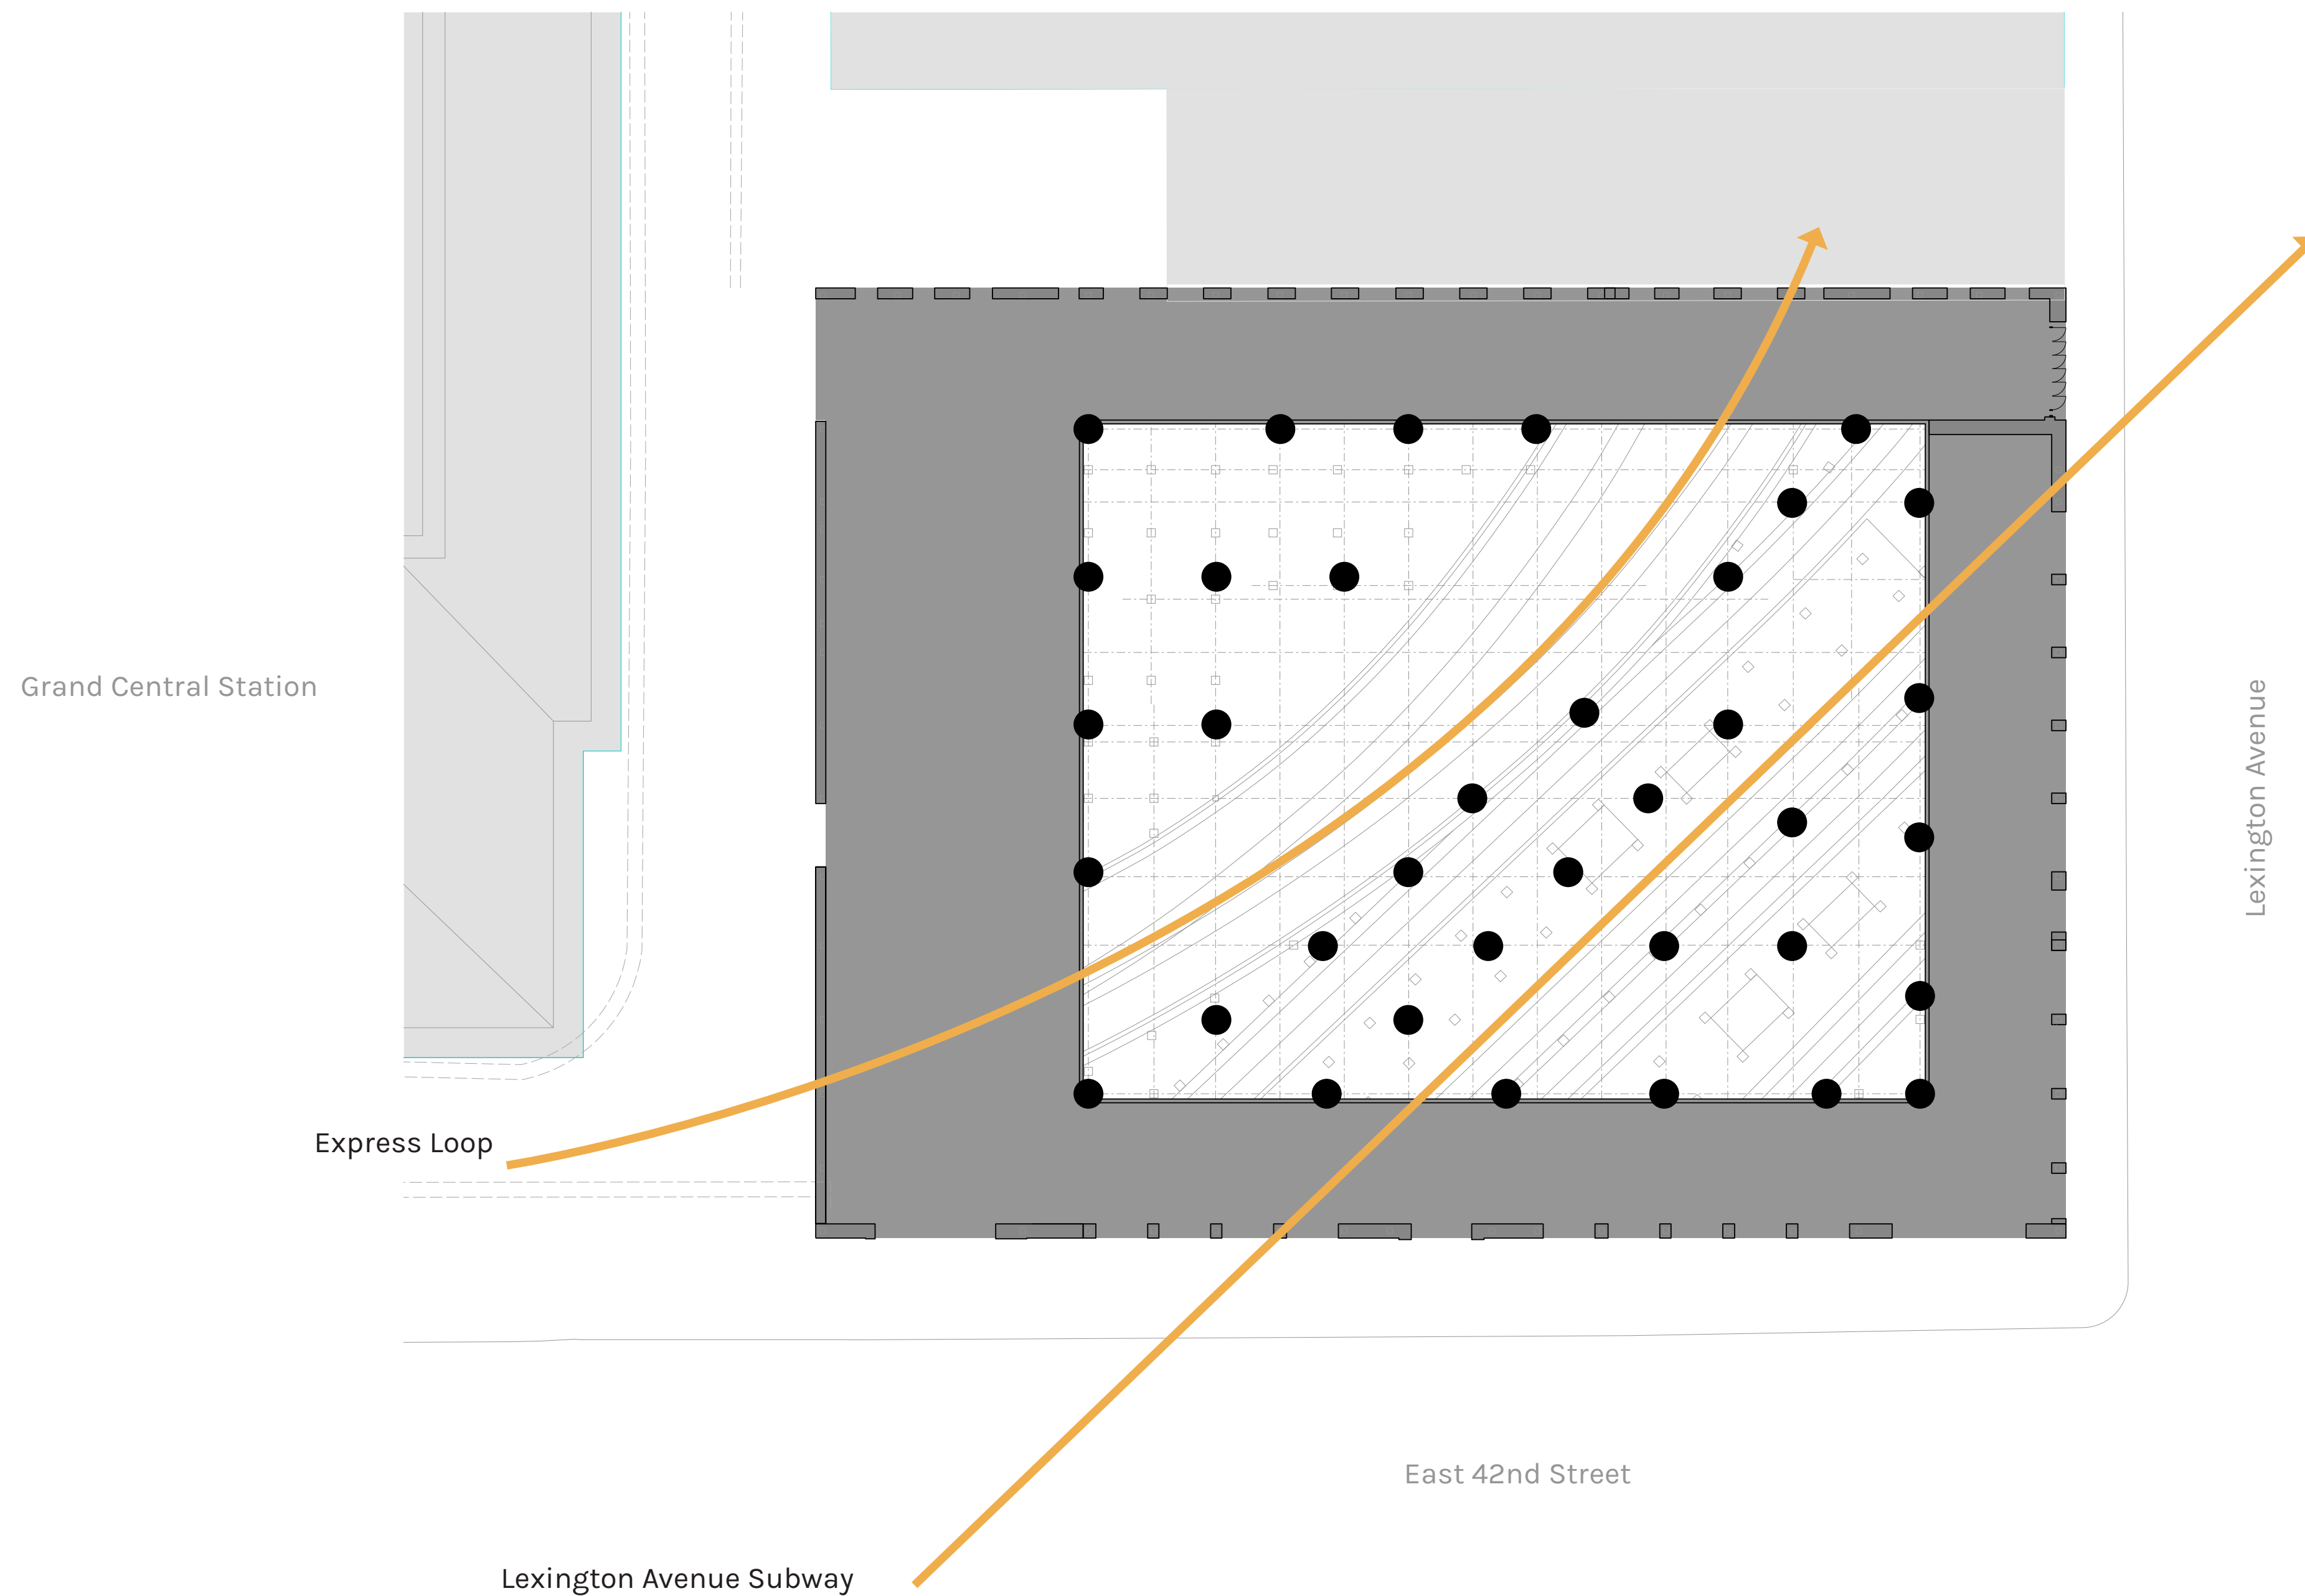 Grand Central Station
Lexington Avenue
Express Loop
East 42nd Street
Lexington Avenue Subway